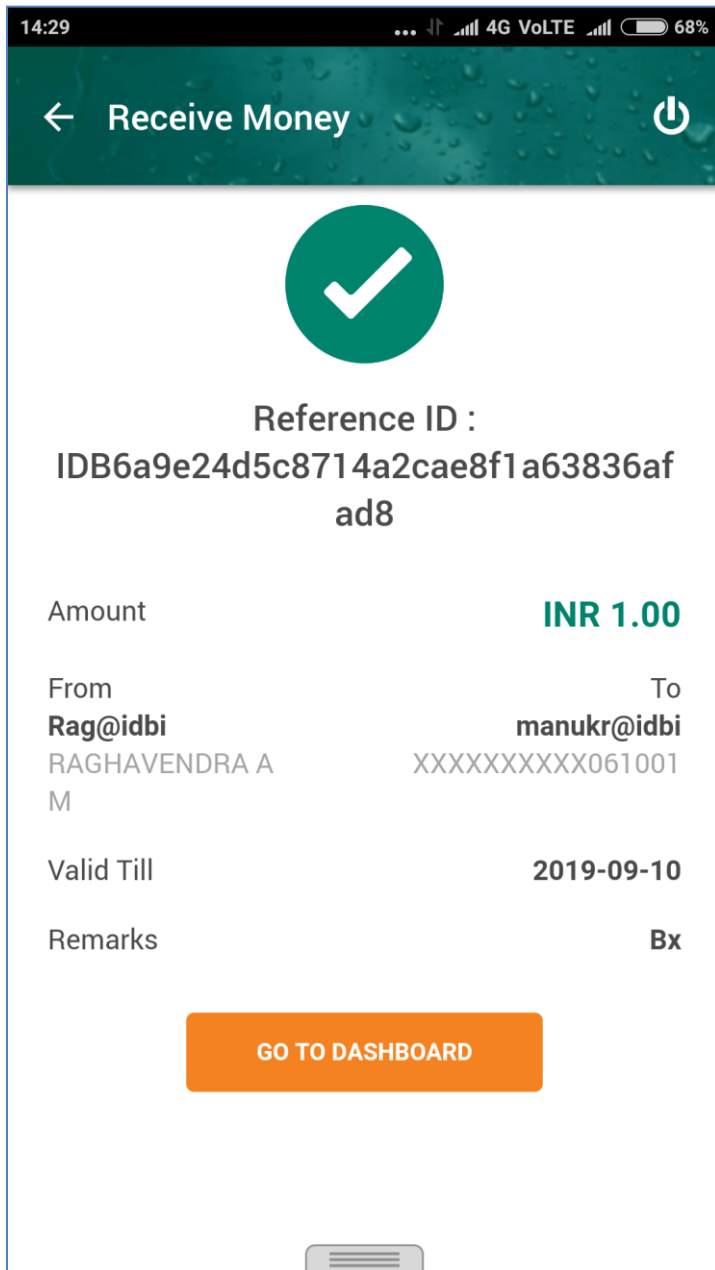 14:29 ... 4G VoLTE 68%
Receive Money
Reference ID :
IDB6a9e24d5c8714a2cae8f1a63836af
ad8
Amount INR 1.00
From To
Rag@idbi manukr@idbi
RAGHAVENDRA A XXXXXXXXXX061001
M
Valid Till 2019-09-10
Remarks Bx
GO TO DASHBOARD